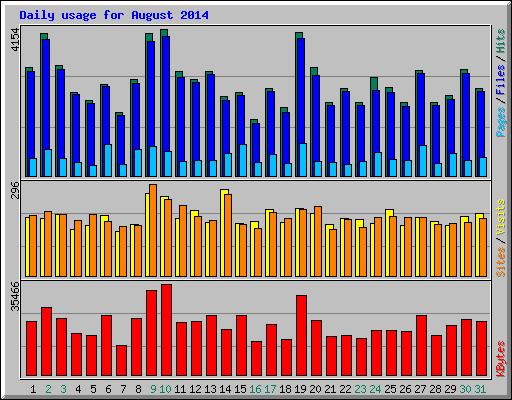 Daily usage for August 2014
4154
Pages / Files / Hits
296
Sites / Visits
35466
KBytes
1 2 3 4 5 6 7 8 9 10 11 12 13 14 15 16 17 18 19 20 21 22 23 24 25 26 27 28 29 30 31